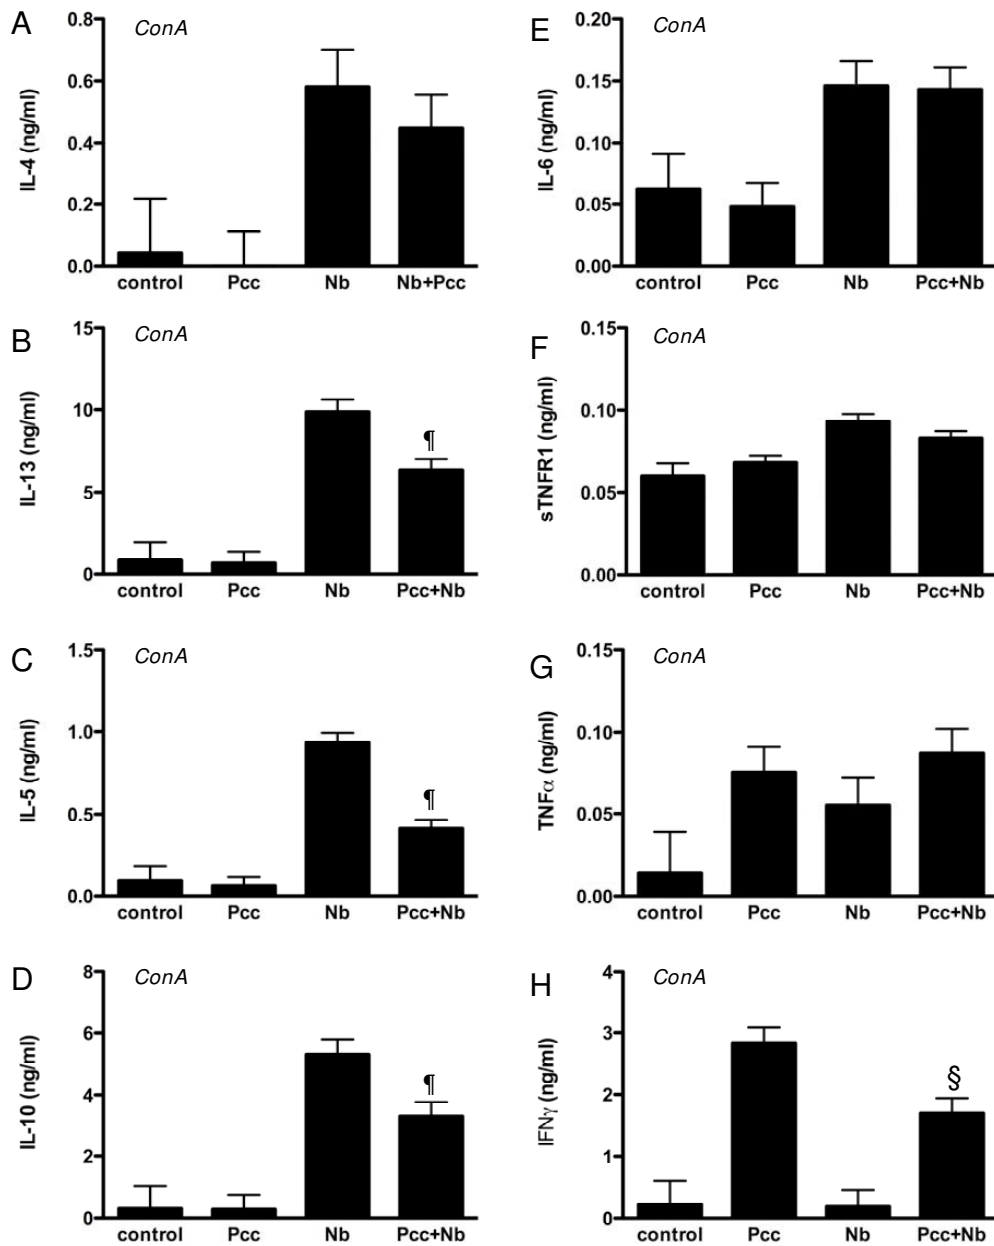 A
ConA
IL-4 (ng/ml)
0.8
0.6
0.4
0.2
0.0
control Pcc Nb Nb+Pcc
B
ConA
IL-13 (ng/ml)
15
10
5
0
control Pcc Nb Pcc+Nb
¶
C
ConA
IL-5 (ng/ml)
1.5
1.0
0.5
0.0
control Pcc Nb Pcc+Nb
¶
D
ConA
IL-10 (ng/ml)
8
6
4
2
0
control Pcc Nb Pcc+Nb
¶
E
ConA
IL-6 (ng/ml)
0.20
0.15
0.10
0.05
0.00
control Pcc Nb Pcc+Nb
F
ConA
sTNFR1 (ng/ml)
0.15
0.10
0.05
0.00
control Pcc Nb Pcc+Nb
G
ConA
TNFα (ng/ml)
0.15
0.10
0.05
0.00
control Pcc Nb Pcc+Nb
H
ConA
IFNγ (ng/ml)
4
3
2
1
0
control Pcc Nb Pcc+Nb
§